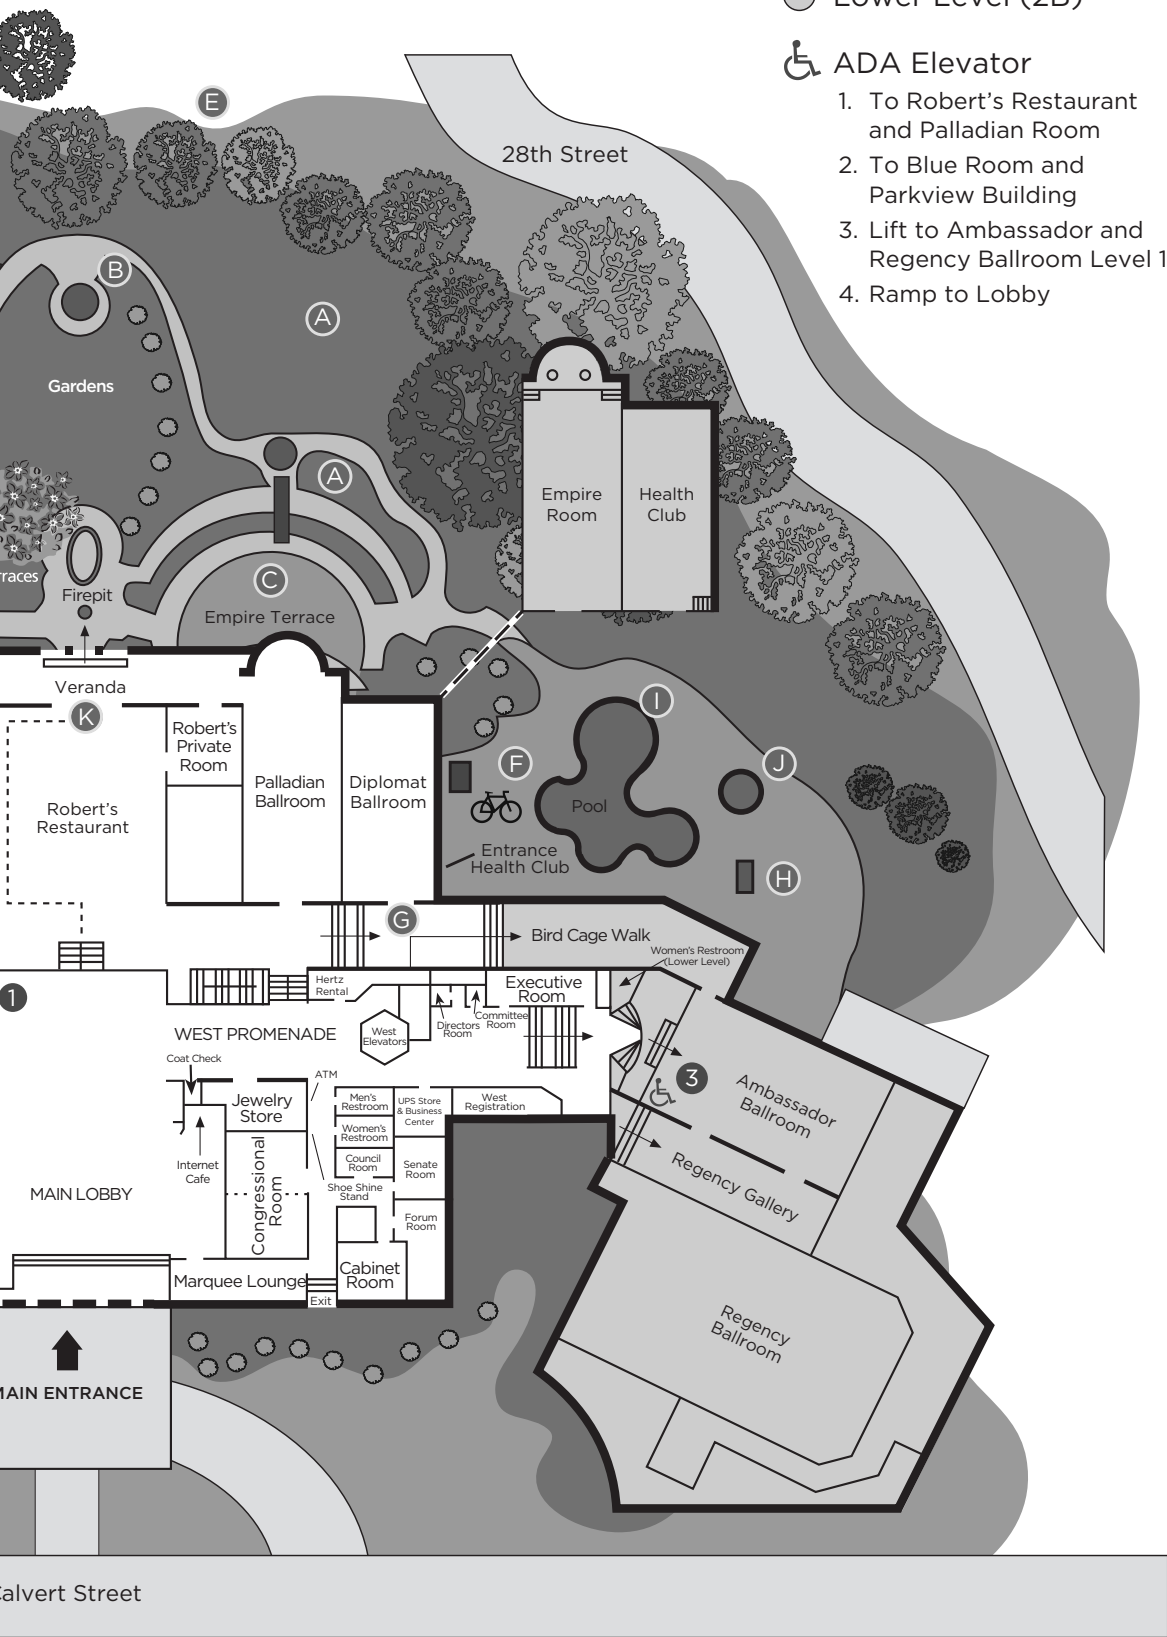 Lower Level (2B)
ADA Elevator
1. To Robert's Restaurant
and Palladian Room
2. To Blue Room and
Parkview Building
3. Lift to Ambassador and
Regency Ballroom Level 1
4. Ramp to Lobby
E
28th Street
B
A
Gardens
A
Empire
Room
Health
Club
C
Firepit
Empire Terrace
Veranda
K
Robert's
Private
Room
I
F
J
Palladian
Ballroom
Diplomat
Ballroom
Pool
Robert's
Restaurant
Entrance
Health Club
H
G
Bird Cage Walk
Women's Restroom
(Lower Level)
1
Hertz
Rental
Executive
Room
WEST PROMENADE
West
Elevators
Directors
Room
Committee
Room
Coat Check
ATM
3
Jewelry
Store
Men's
Restroom
UPS Store
& Business
Center
West
Registration
Ambassador
Ballroom
Women's
Restroom
Internet
Cafe
Congressional
Room
Council
Room
Senate
Room
Regency Gallery
MAIN LOBBY
Shoe Shine
Stand
Forum
Room
Marquee Lounge
Cabinet
Room
Exit
Regency
Ballroom
MAIN ENTRANCE
Calvert Street